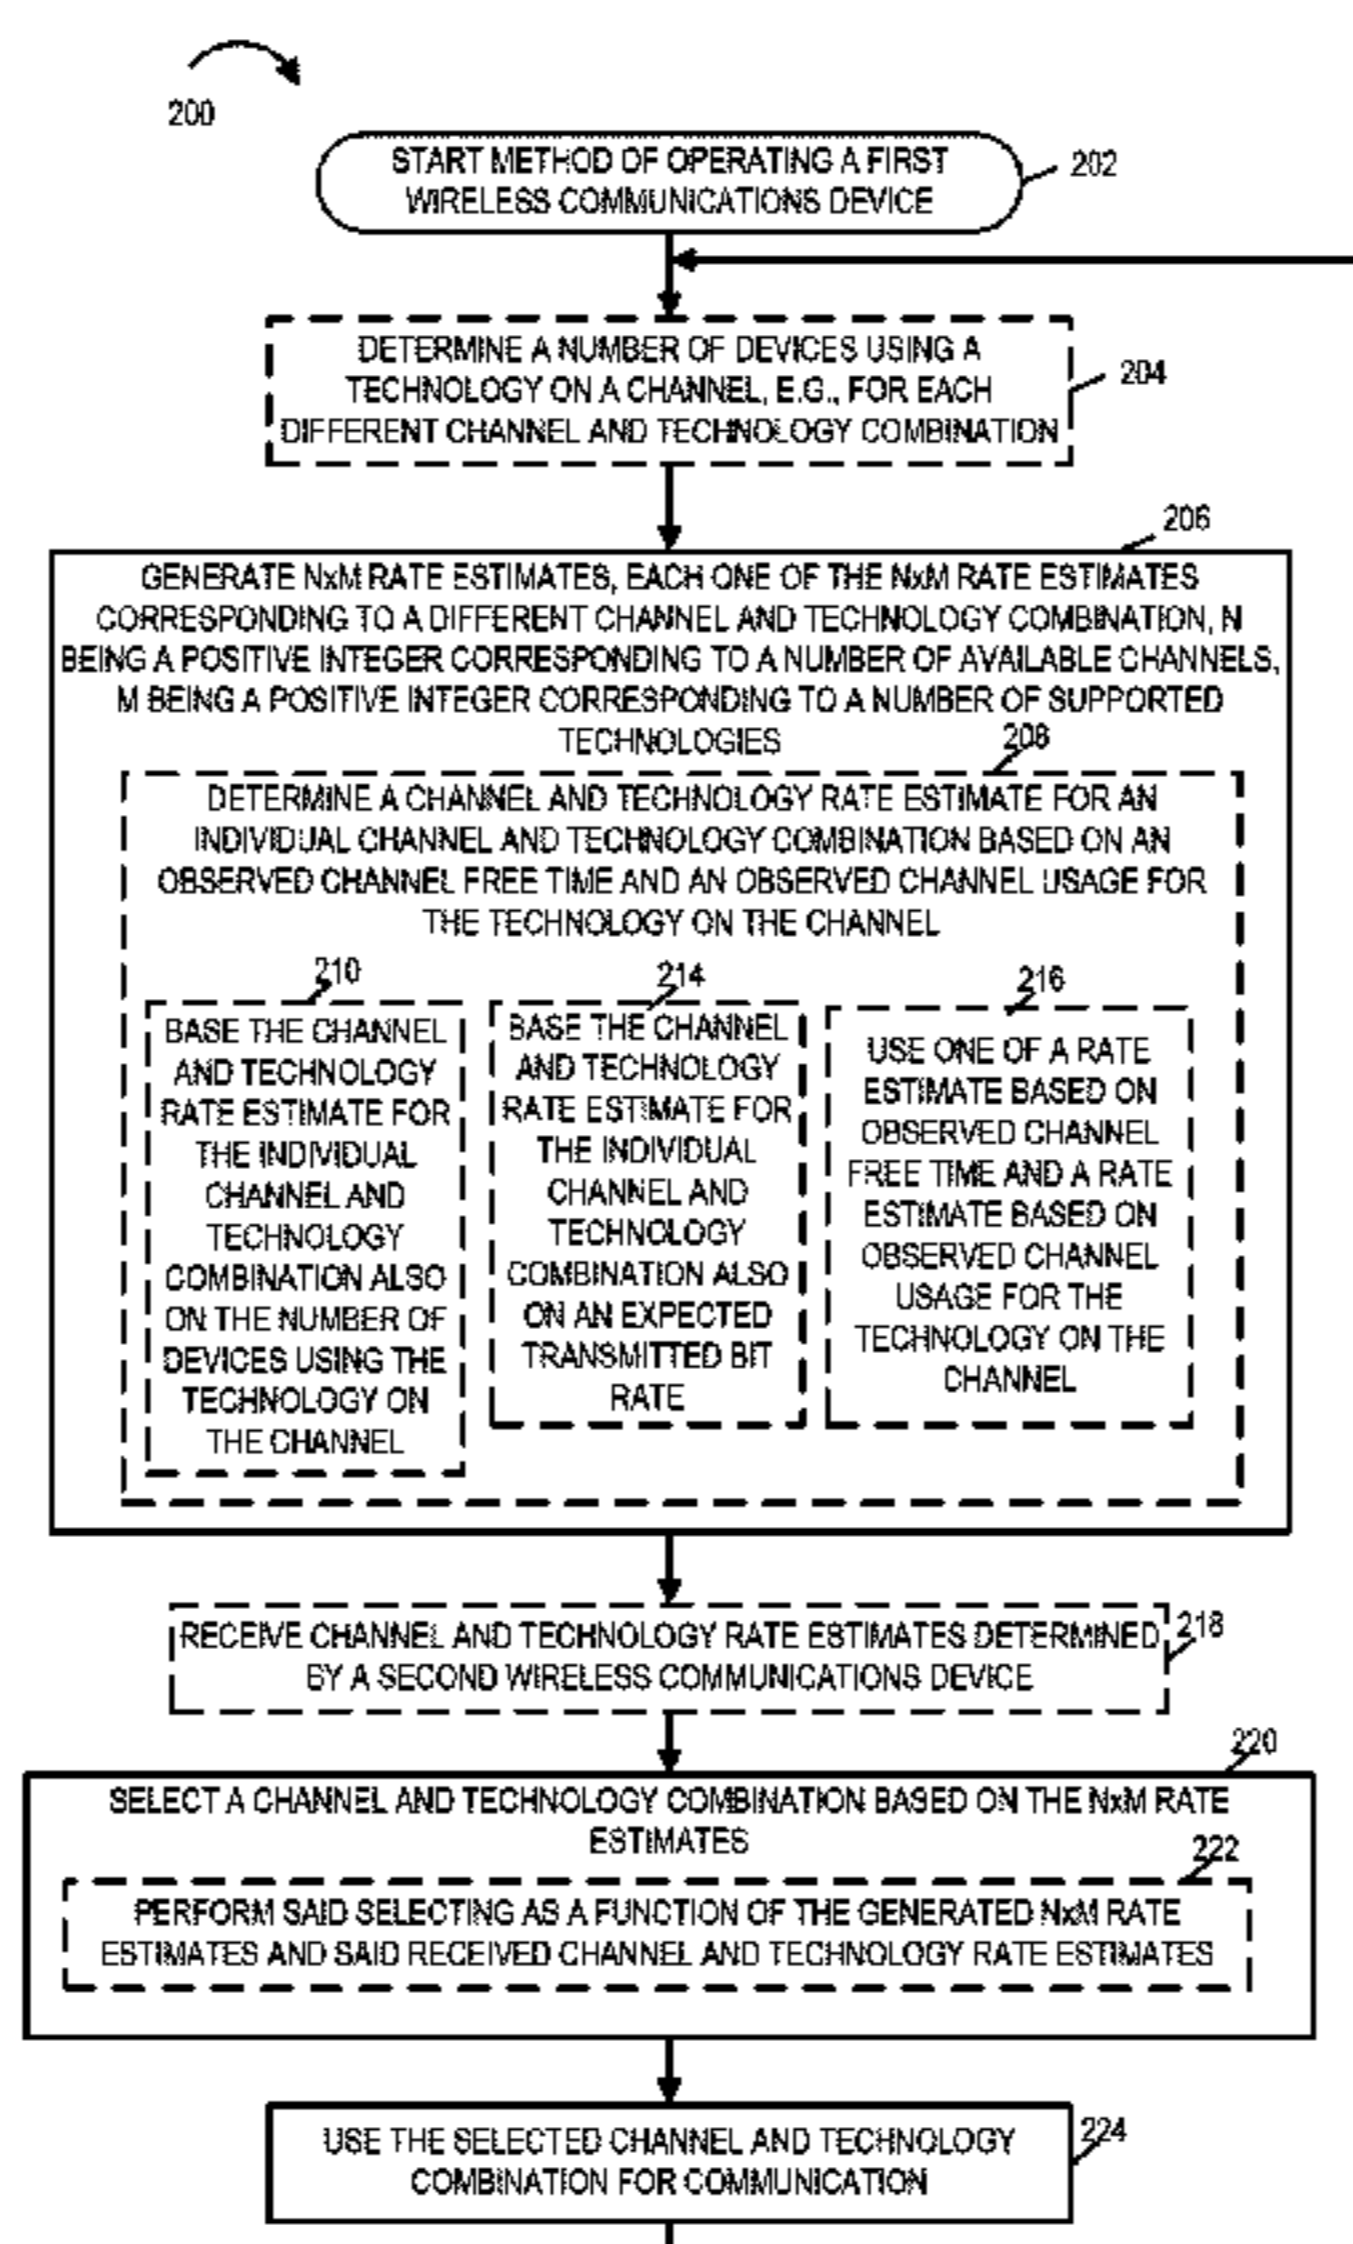 200
START METHOD OF OPERATING A FIRST
WIRELESS COMMUNICATIONS DEVICE
202
DETERMINE A NUMBER OF DEVICES USING A
TECHNOLOGY ON A CHANNEL, E.G., FOR EACH
DIFFERENT CHANNEL AND TECHNOLOGY COMBINATION
204
206
GENERATE NxM RATE ESTIMATES, EACH ONE OF THE NxM RATE ESTIMATES
CORRESPONDING TO A DIFFERENT CHANNEL AND TECHNOLOGY COMBINATION, N
BEING A POSITIVE INTEGER CORRESPONDING TO A NUMBER OF AVAILABLE CHANNELS,
M BEING A POSITIVE INTEGER CORRESPONDING TO A NUMBER OF SUPPORTED
TECHNOLOGIES
208
DETERMINE A CHANNEL AND TECHNOLOGY RATE ESTIMATE FOR AN
INDIVIDUAL CHANNEL AND TECHNOLOGY COMBINATION BASED ON AN
OBSERVED CHANNEL FREE TIME AND AN OBSERVED CHANNEL USAGE FOR
THE TECHNOLOGY ON THE CHANNEL
210
BASE THE CHANNEL
AND TECHNOLOGY
RATE ESTIMATE FOR
THE INDIVIDUAL
CHANNEL AND
TECHNOLOGY
COMBINATION ALSO
ON THE NUMBER OF
DEVICES USING THE
TECHNOLOGY ON
THE CHANNEL
214
BASE THE CHANNEL
AND TECHNOLOGY
RATE ESTIMATE FOR
THE INDIVIDUAL
CHANNEL AND
TECHNOLOGY
COMBINATION ALSO
ON AN EXPECTED
TRANSMITTED BIT
RATE
216
USE ONE OF A RATE
ESTIMATE BASED ON
OBSERVED CHANNEL
FREE TIME AND A RATE
ESTIMATE BASED ON
OBSERVED CHANNEL
USAGE FOR THE
TECHNOLOGY ON THE
CHANNEL
RECEIVE CHANNEL AND TECHNOLOGY RATE ESTIMATES DETERMINED
BY A SECOND WIRELESS COMMUNICATIONS DEVICE
218
220
SELECT A CHANNEL AND TECHNOLOGY COMBINATION BASED ON THE NxM RATE
ESTIMATES
222
PERFORM SAID SELECTING AS A FUNCTION OF THE GENERATED NxM RATE
ESTIMATES AND SAID RECEIVED CHANNEL AND TECHNOLOGY RATE ESTIMATES
USE THE SELECTED CHANNEL AND TECHNOLOGY
COMBINATION FOR COMMUNICATION
224